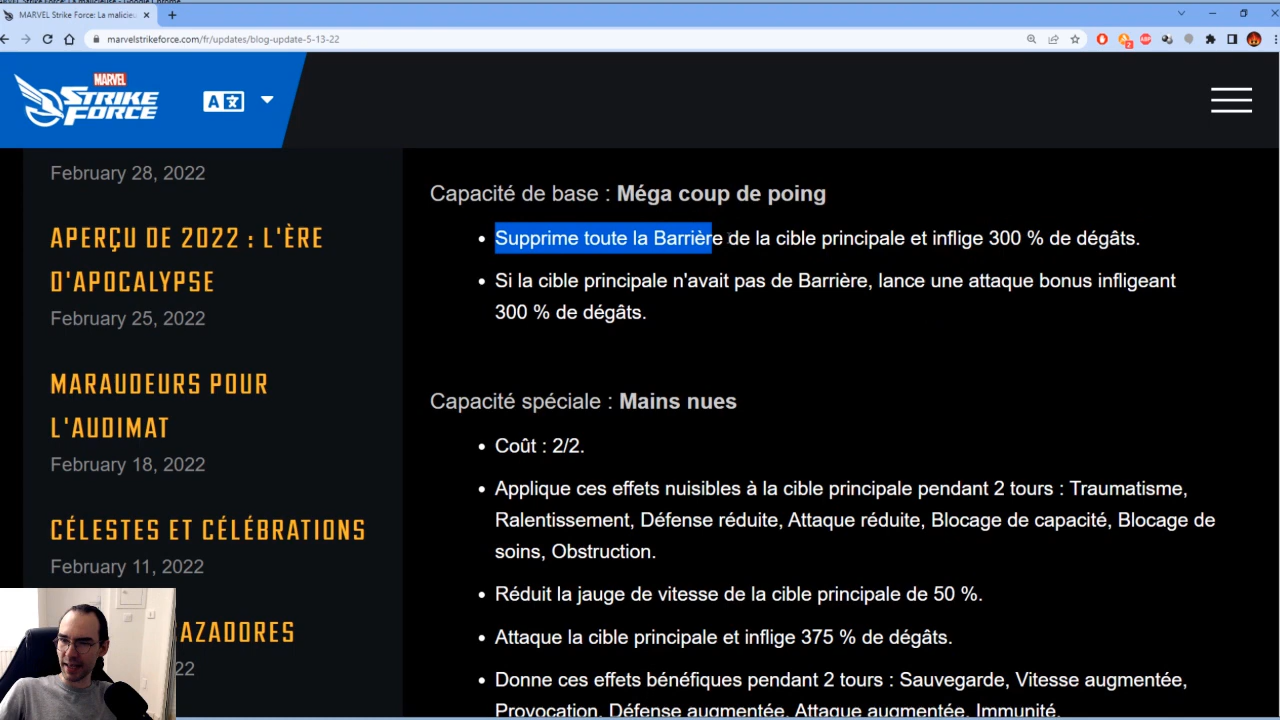 MARVEL Strike Force: La malicieu
marvelstrikeforce.com/fr/updates/blog-update-5-13-22
MARVEL
STRIKE
FORCE
February 28, 2022
APERÇU DE 2022 : L'ÈRE
D'APOCALYPSE
February 25, 2022
MARAUDEURS POUR
L'AUDIMAT
February 18, 2022
CÉLESTES ET CÉLÉBRATIONS
February 11, 2022
AZADORES
22
Capacité de base : Méga coup de poing
• Supprime toute la Barrière de la cible principale et inflige 300 % de dégâts.
• Si la cible principale n'avait pas de Barrière, lance une attaque bonus infligeant
300 % de dégâts.
Capacité spéciale : Mains nues
• Coût : 2/2.
• Applique ces effets nuisibles à la cible principale pendant 2 tours : Traumatisme,
Ralentissement, Défense réduite, Attaque réduite, Blocage de capacité, Blocage de
soins, Obstruction.
• Réduit la jauge de vitesse de la cible principale de 50 %.
• Attaque la cible principale et inflige 375 % de dégâts.
• Donne ces effets bénéfiques pendant 2 tours : Sauvegarde, Vitesse augmentée,
Provocation, Défense augmentée, Attaque augmentée, Immunité.